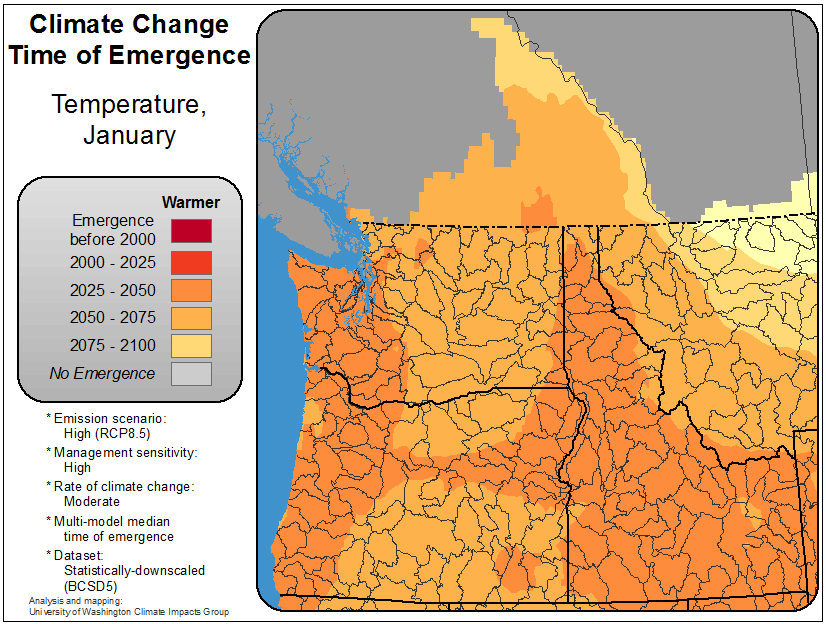 Climate Change
Time of Emergence
Temperature,
January
Warmer
Emergence
before 2000
2000 - 2025
2025 - 2050
2050 - 2075
2075 - 2100
No Emergence
* Emission scenario:
High (RCP8.5)
* Management sensitivity:
High
* Rate of climate change:
Moderate
* Multi-model median
time of emergence
* Dataset:
Statistically-downscaled
(BCSD5)
Analysis and mapping:
University of Washington Climate Impacts Group